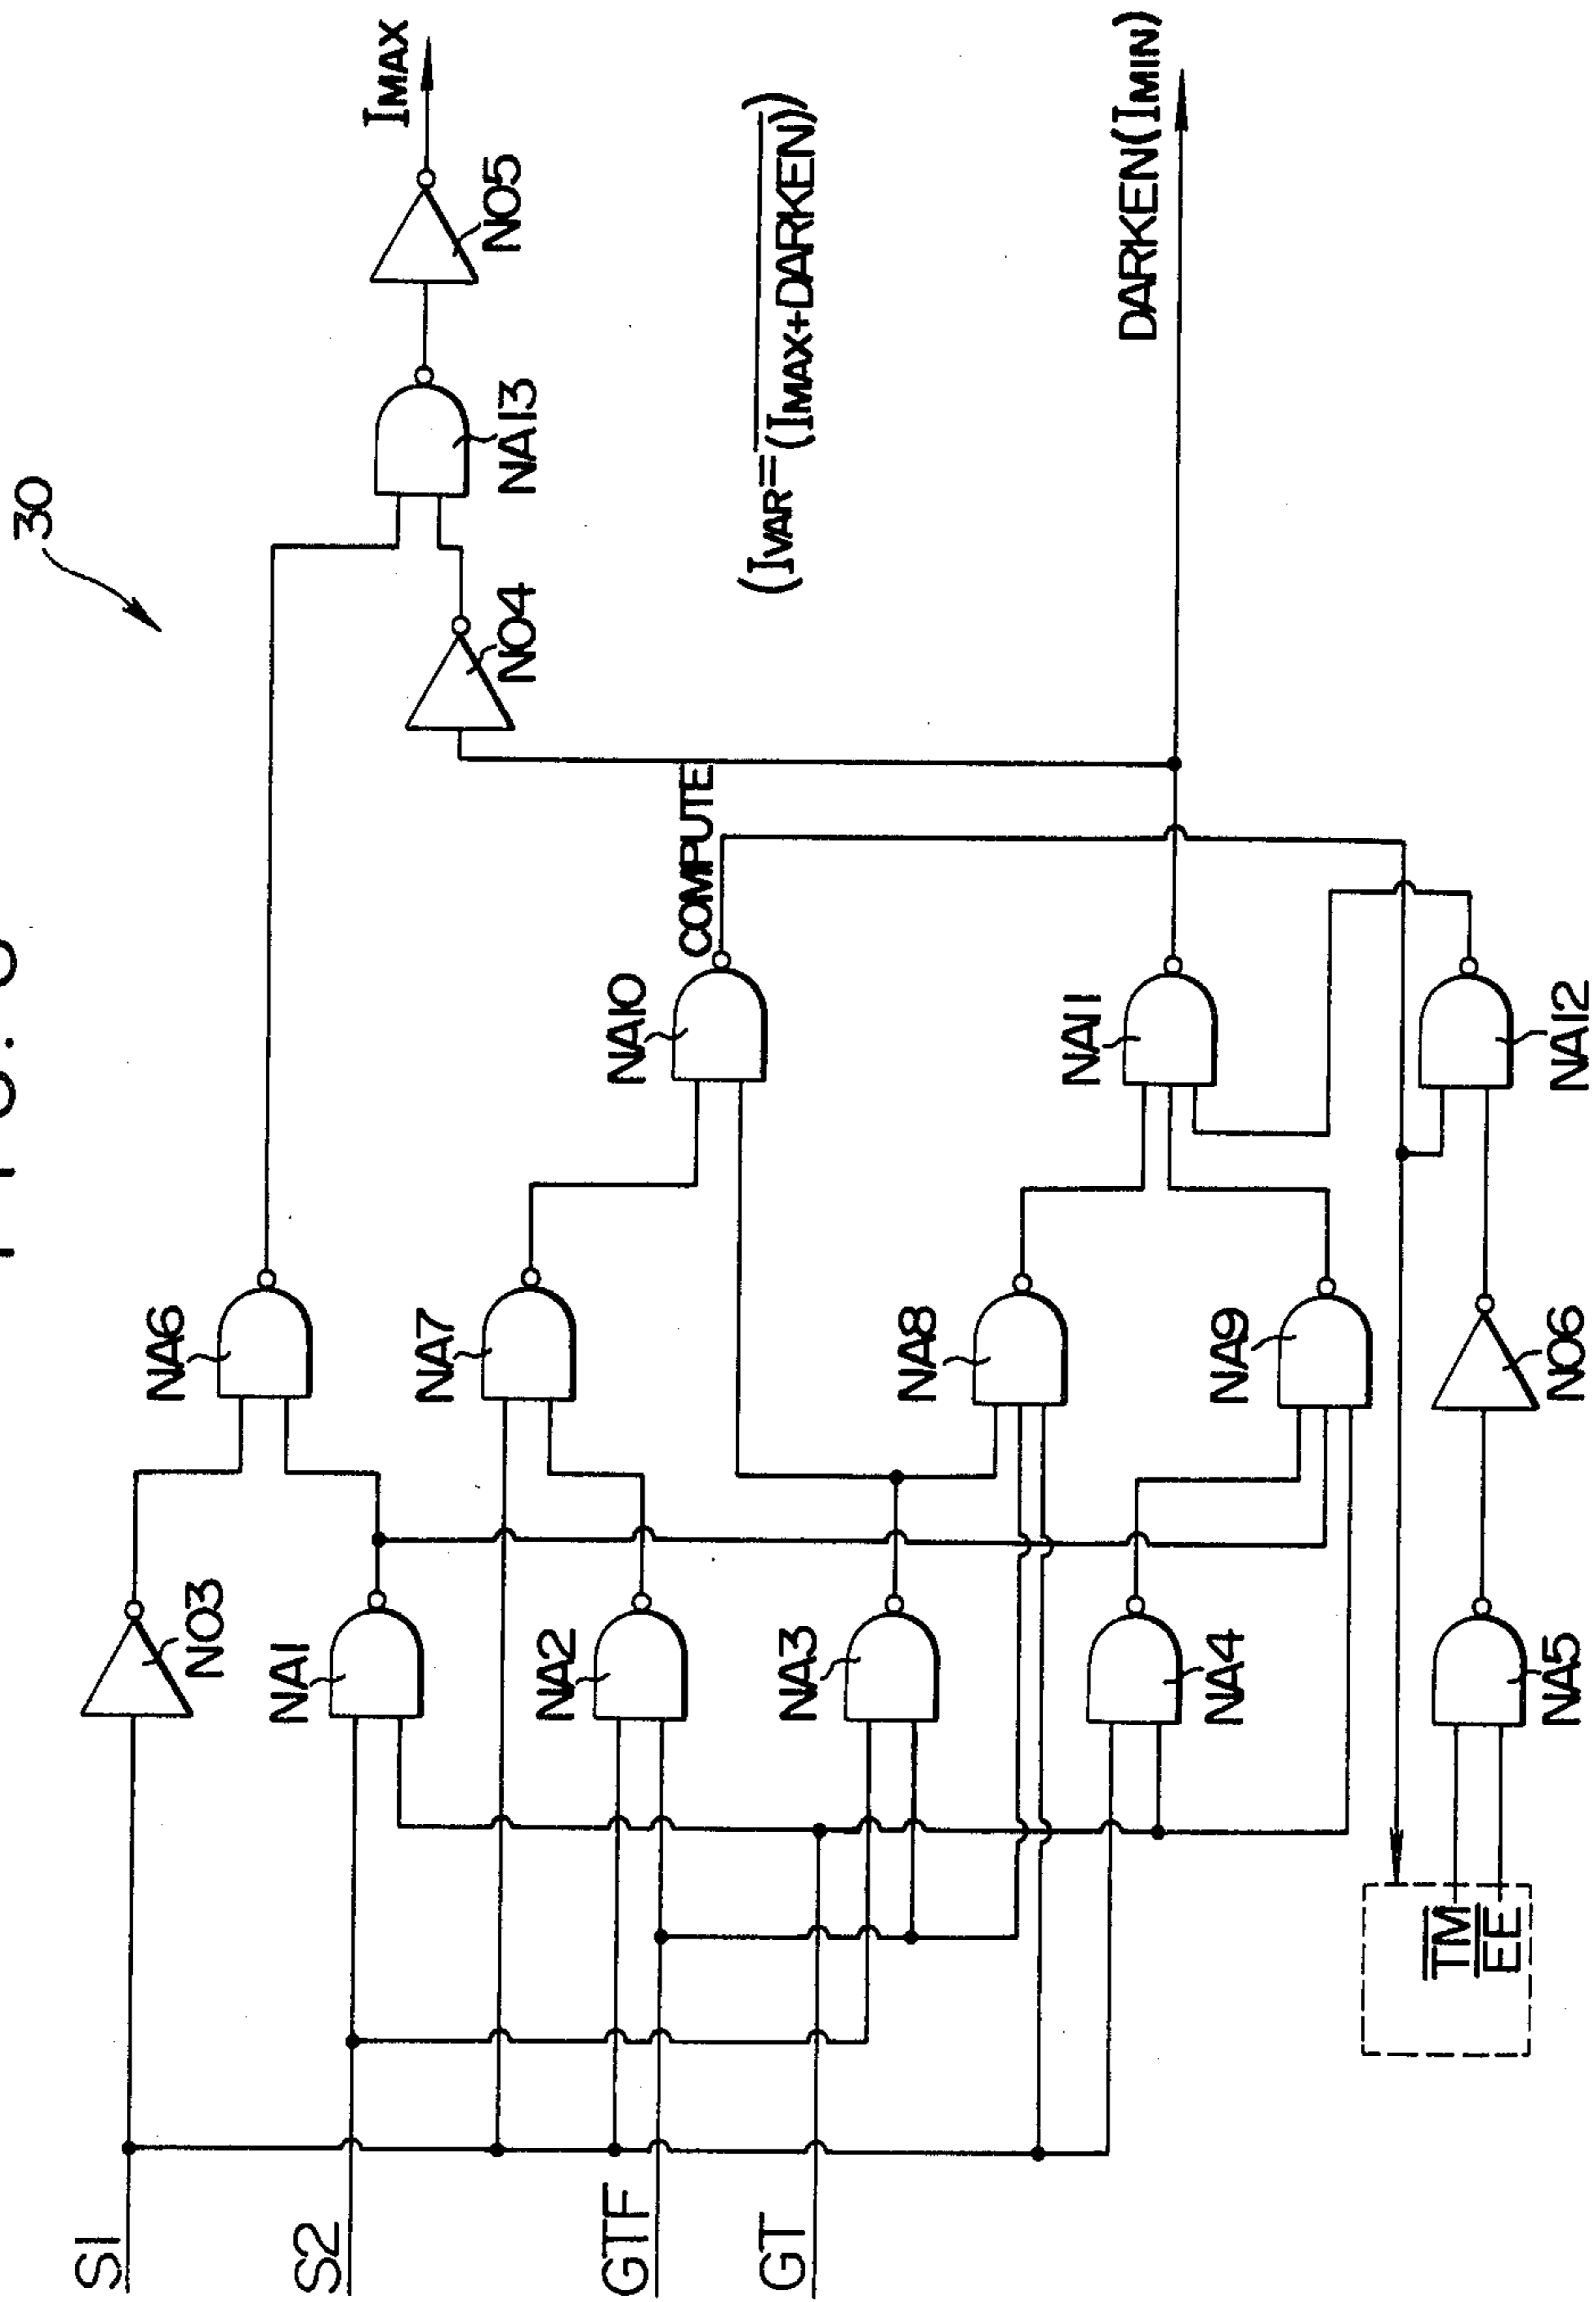 30
IMAX
NO5
NA13
NO4
(IVAR=(IMAX+DARKEN))
DARKEN(IMIN)
COMPUTE
NA10
NA11
NA12
NA6
NA7
NA8
NA9
NO6
NO3
NA1
NA2
NA3
NA4
NA5
S1
S2
GTF
GT
TM
EE